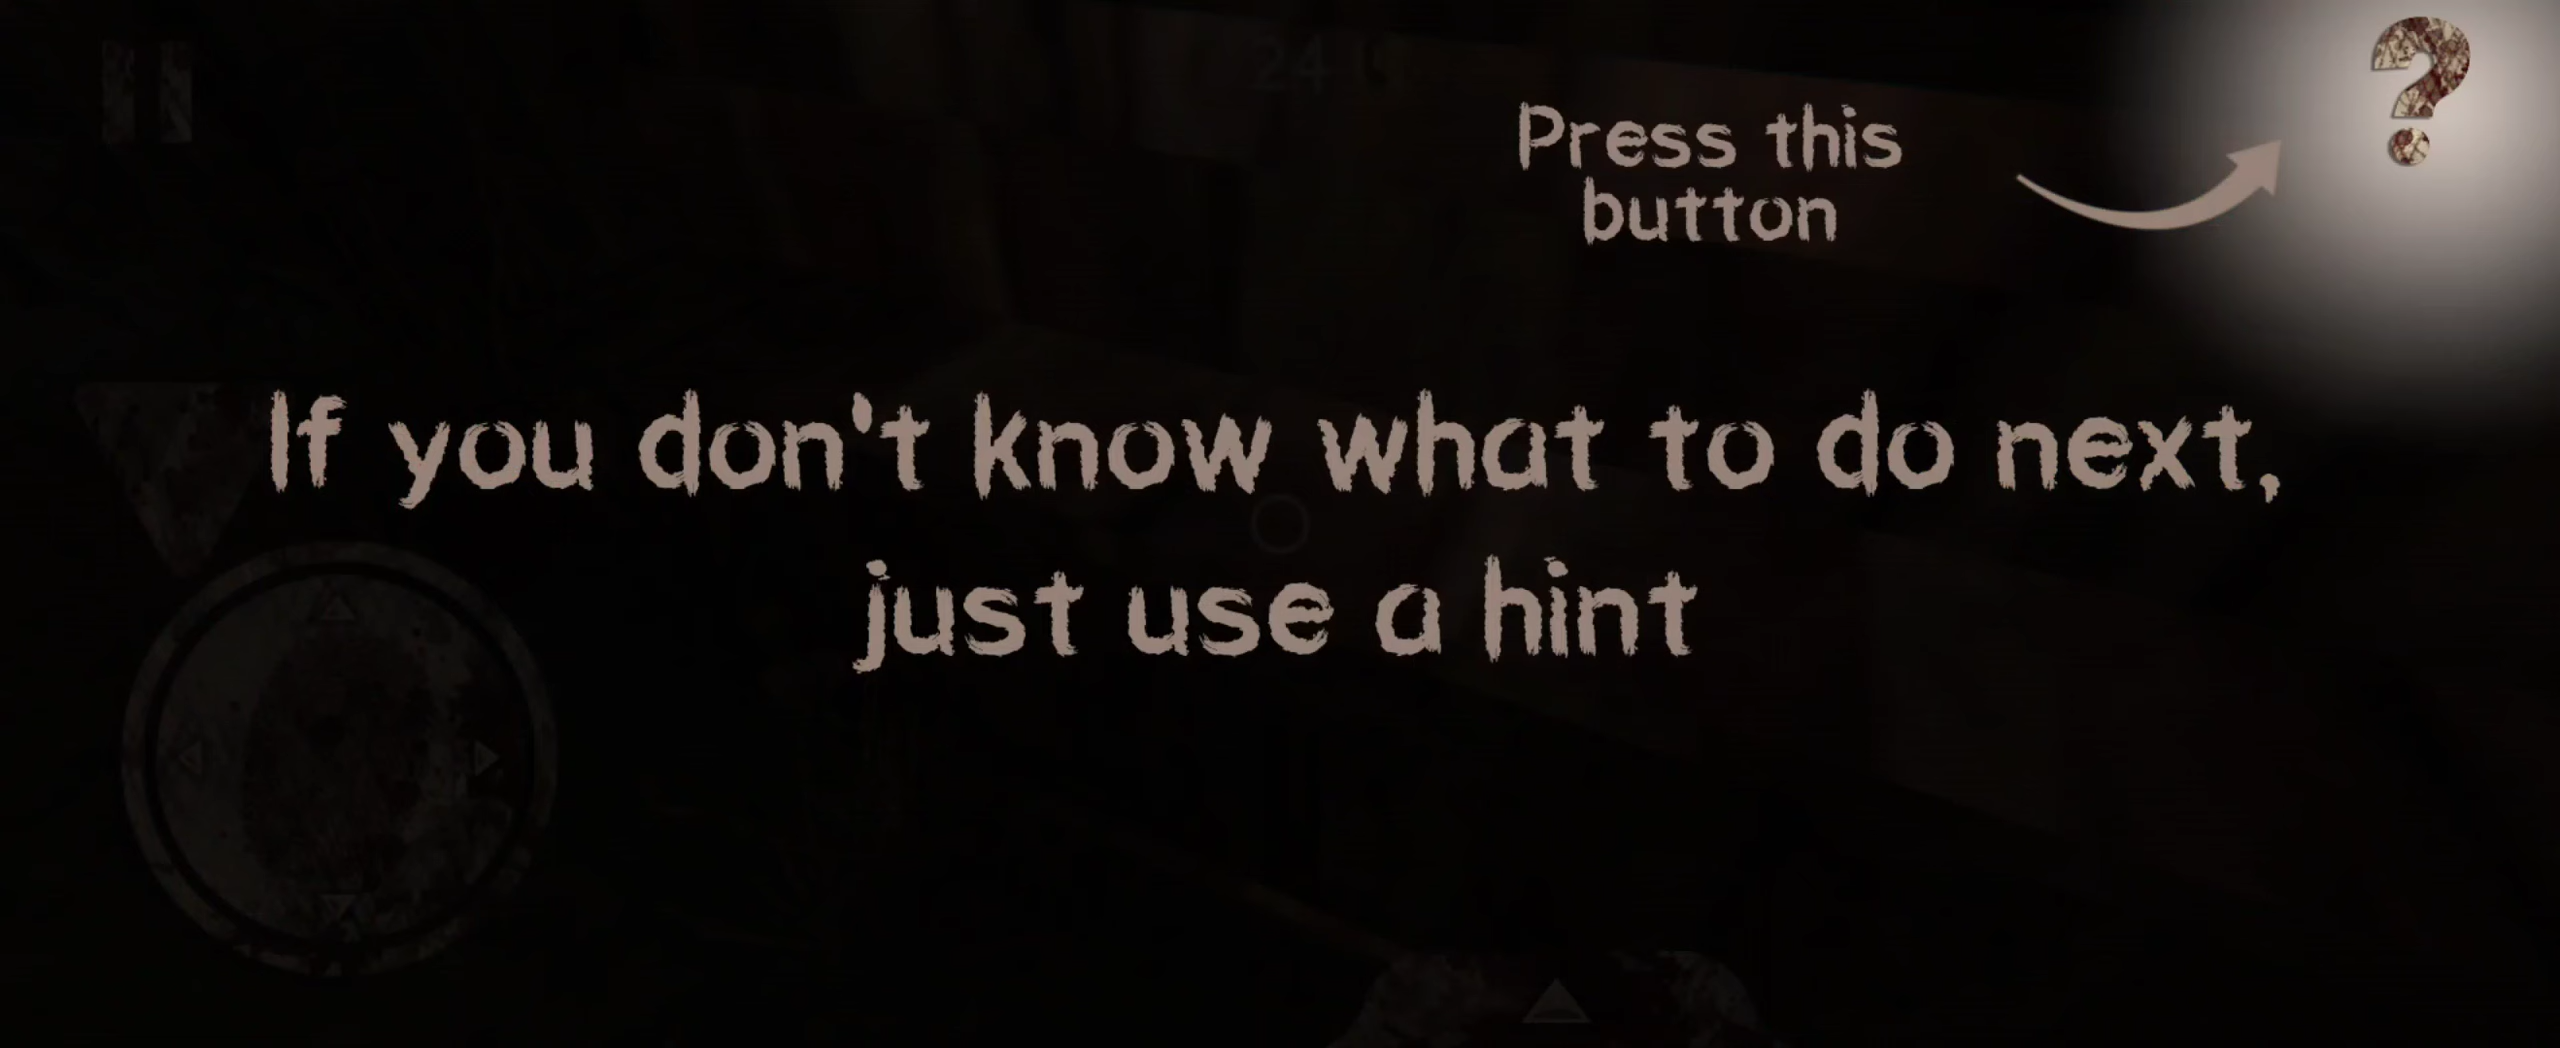 ?
Press this
button
If you don't know what to do next,
just use a hint